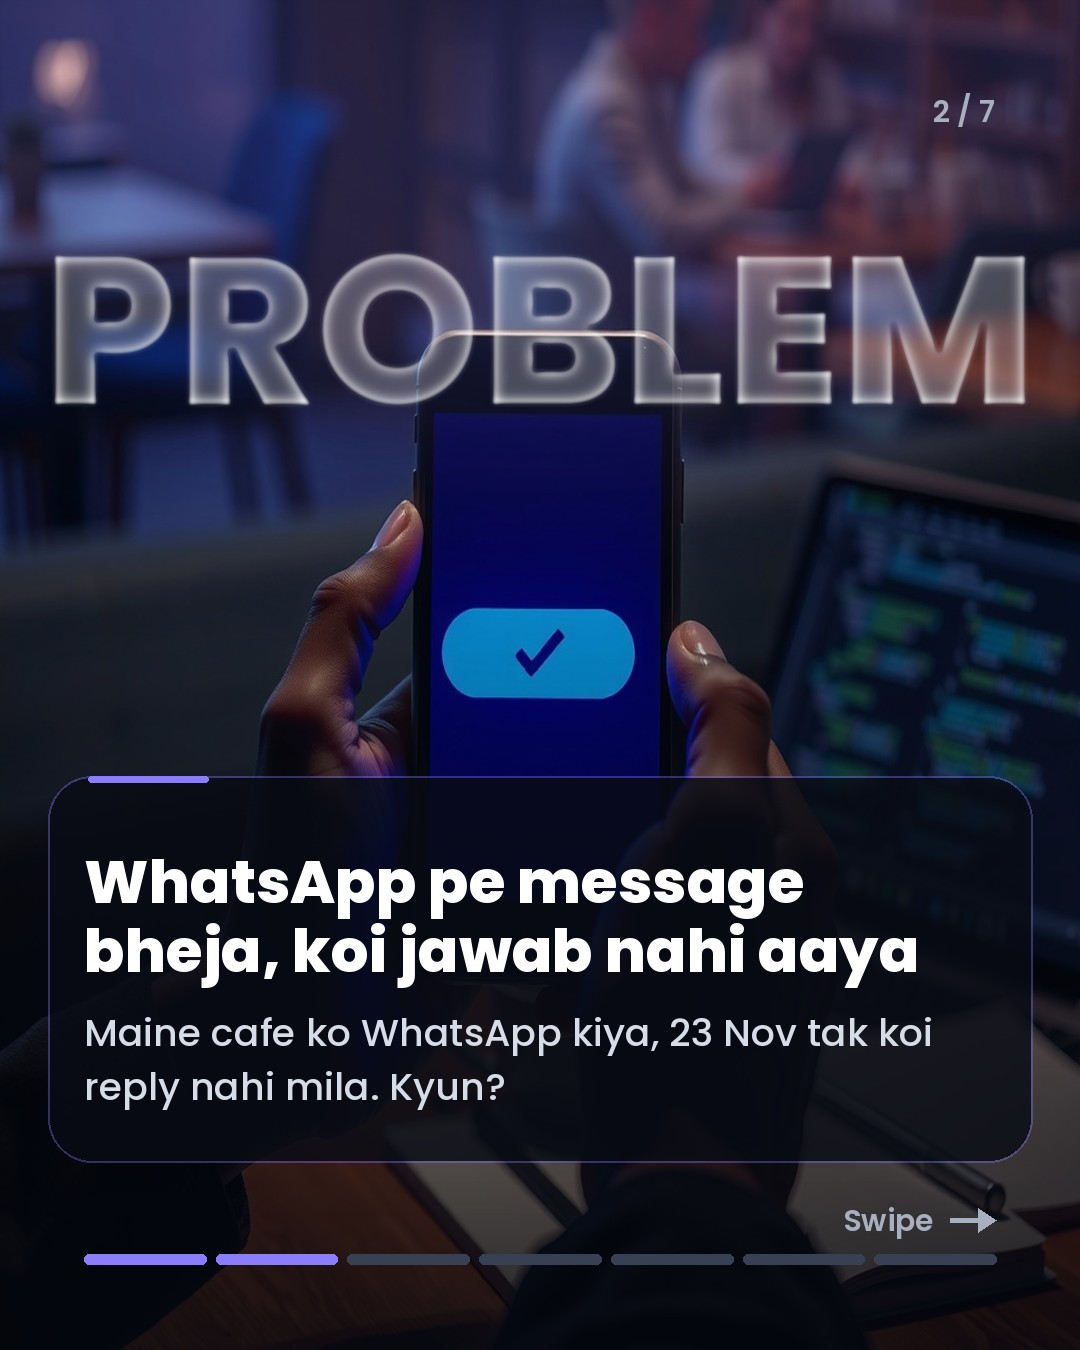 2 / 7
PROBLEM
WhatsApp pe message
bheja, koi jawab nahi aaya
Maine cafe ko WhatsApp kiya, 23 Nov tak koi
reply nahi mila. Kyun?
Swipe